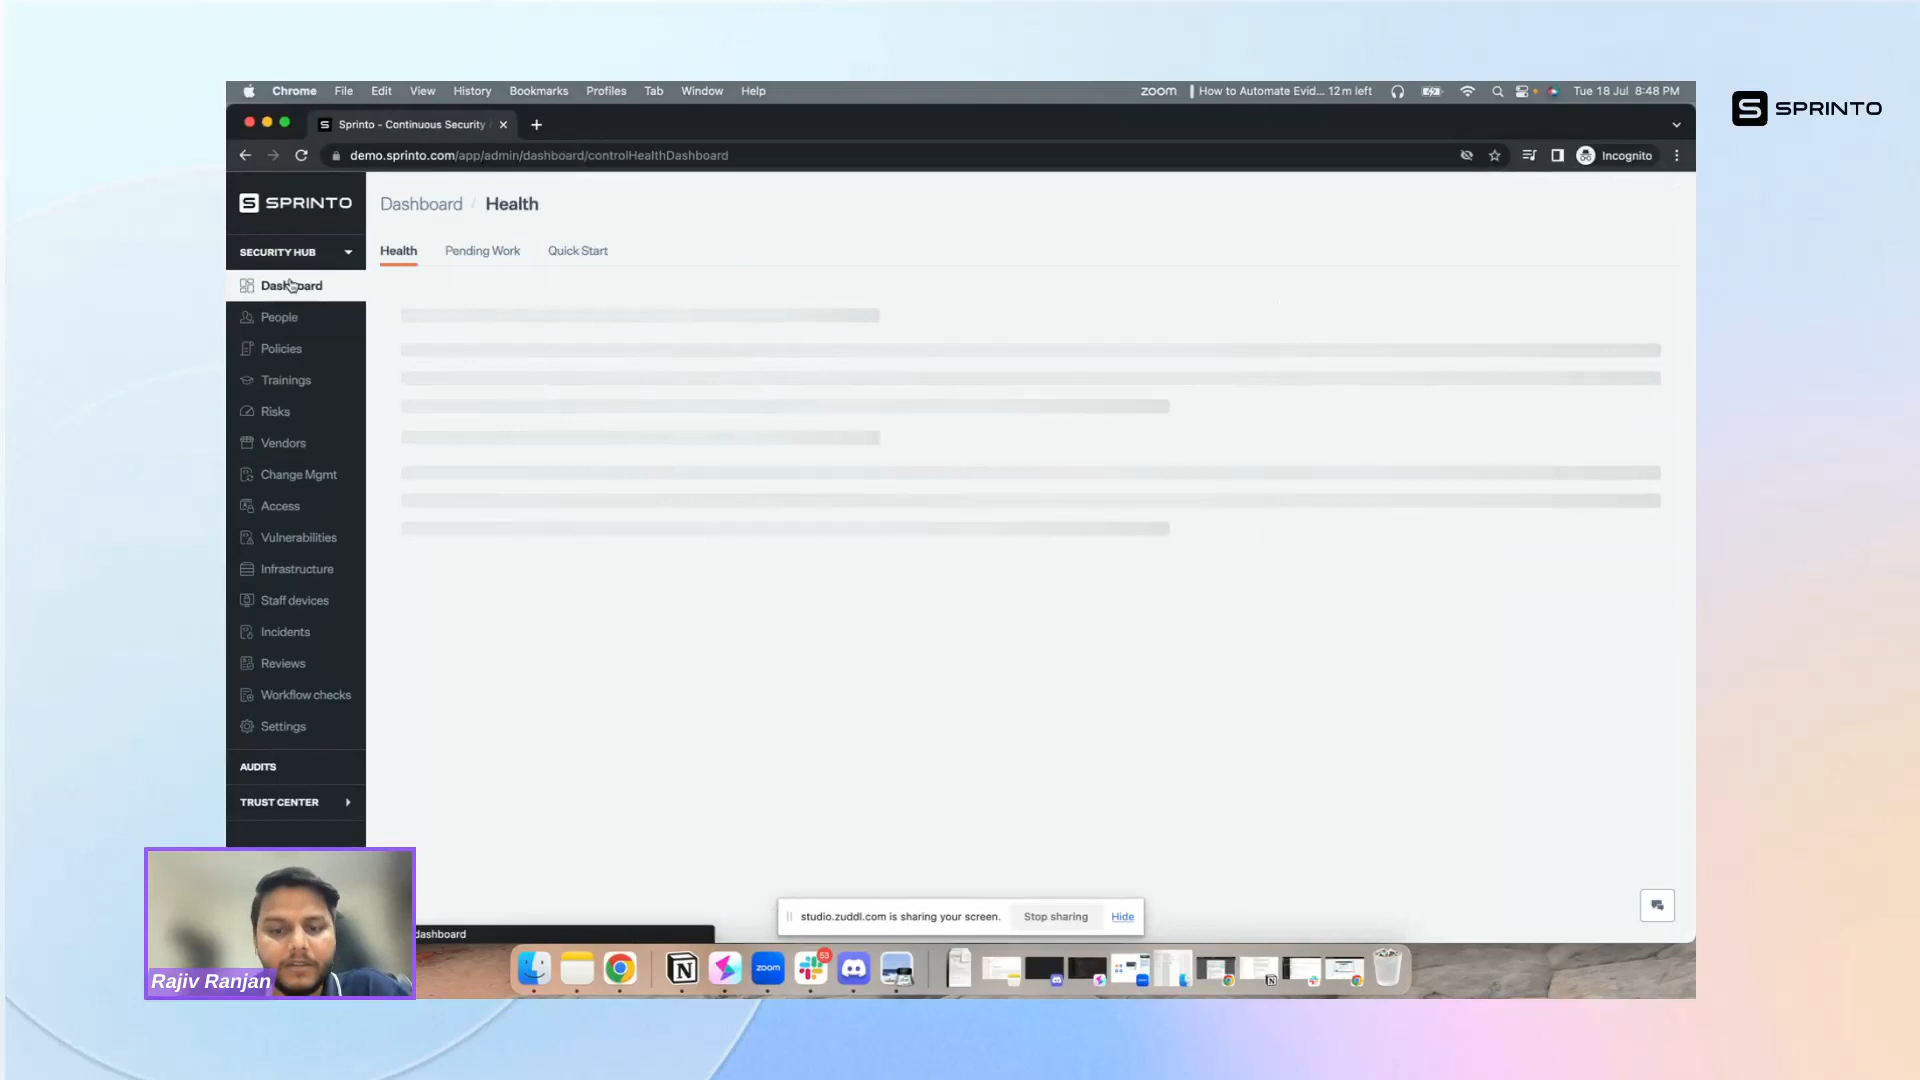 Chrome File Edit View History Bookmarks Profiles Tab Window Help
zoom How to Automate Evid... 12 m left Tue 18 Jul 8:48 PM
SPRINTO
Sprinto - Continuous Security
demo.sprinto.com/app/admin/dashboard/controlHealthDashboard
Incognito
SPRINTO
Dashboard / Health
SECURITY HUB
Health Pending Work Quick Start
Dashboard
People
Policies
Trainings
Risks
Vendors
Change Mgmt
Access
Vulnerabilities
Infrastructure
Staff devices
Incidents
Reviews
Workflow checks
Settings
AUDITS
TRUST CENTER
studio.zuddl.com is sharing your screen. Stop sharing Hide
dashboard
zoom
53
Rajiv Ranjan